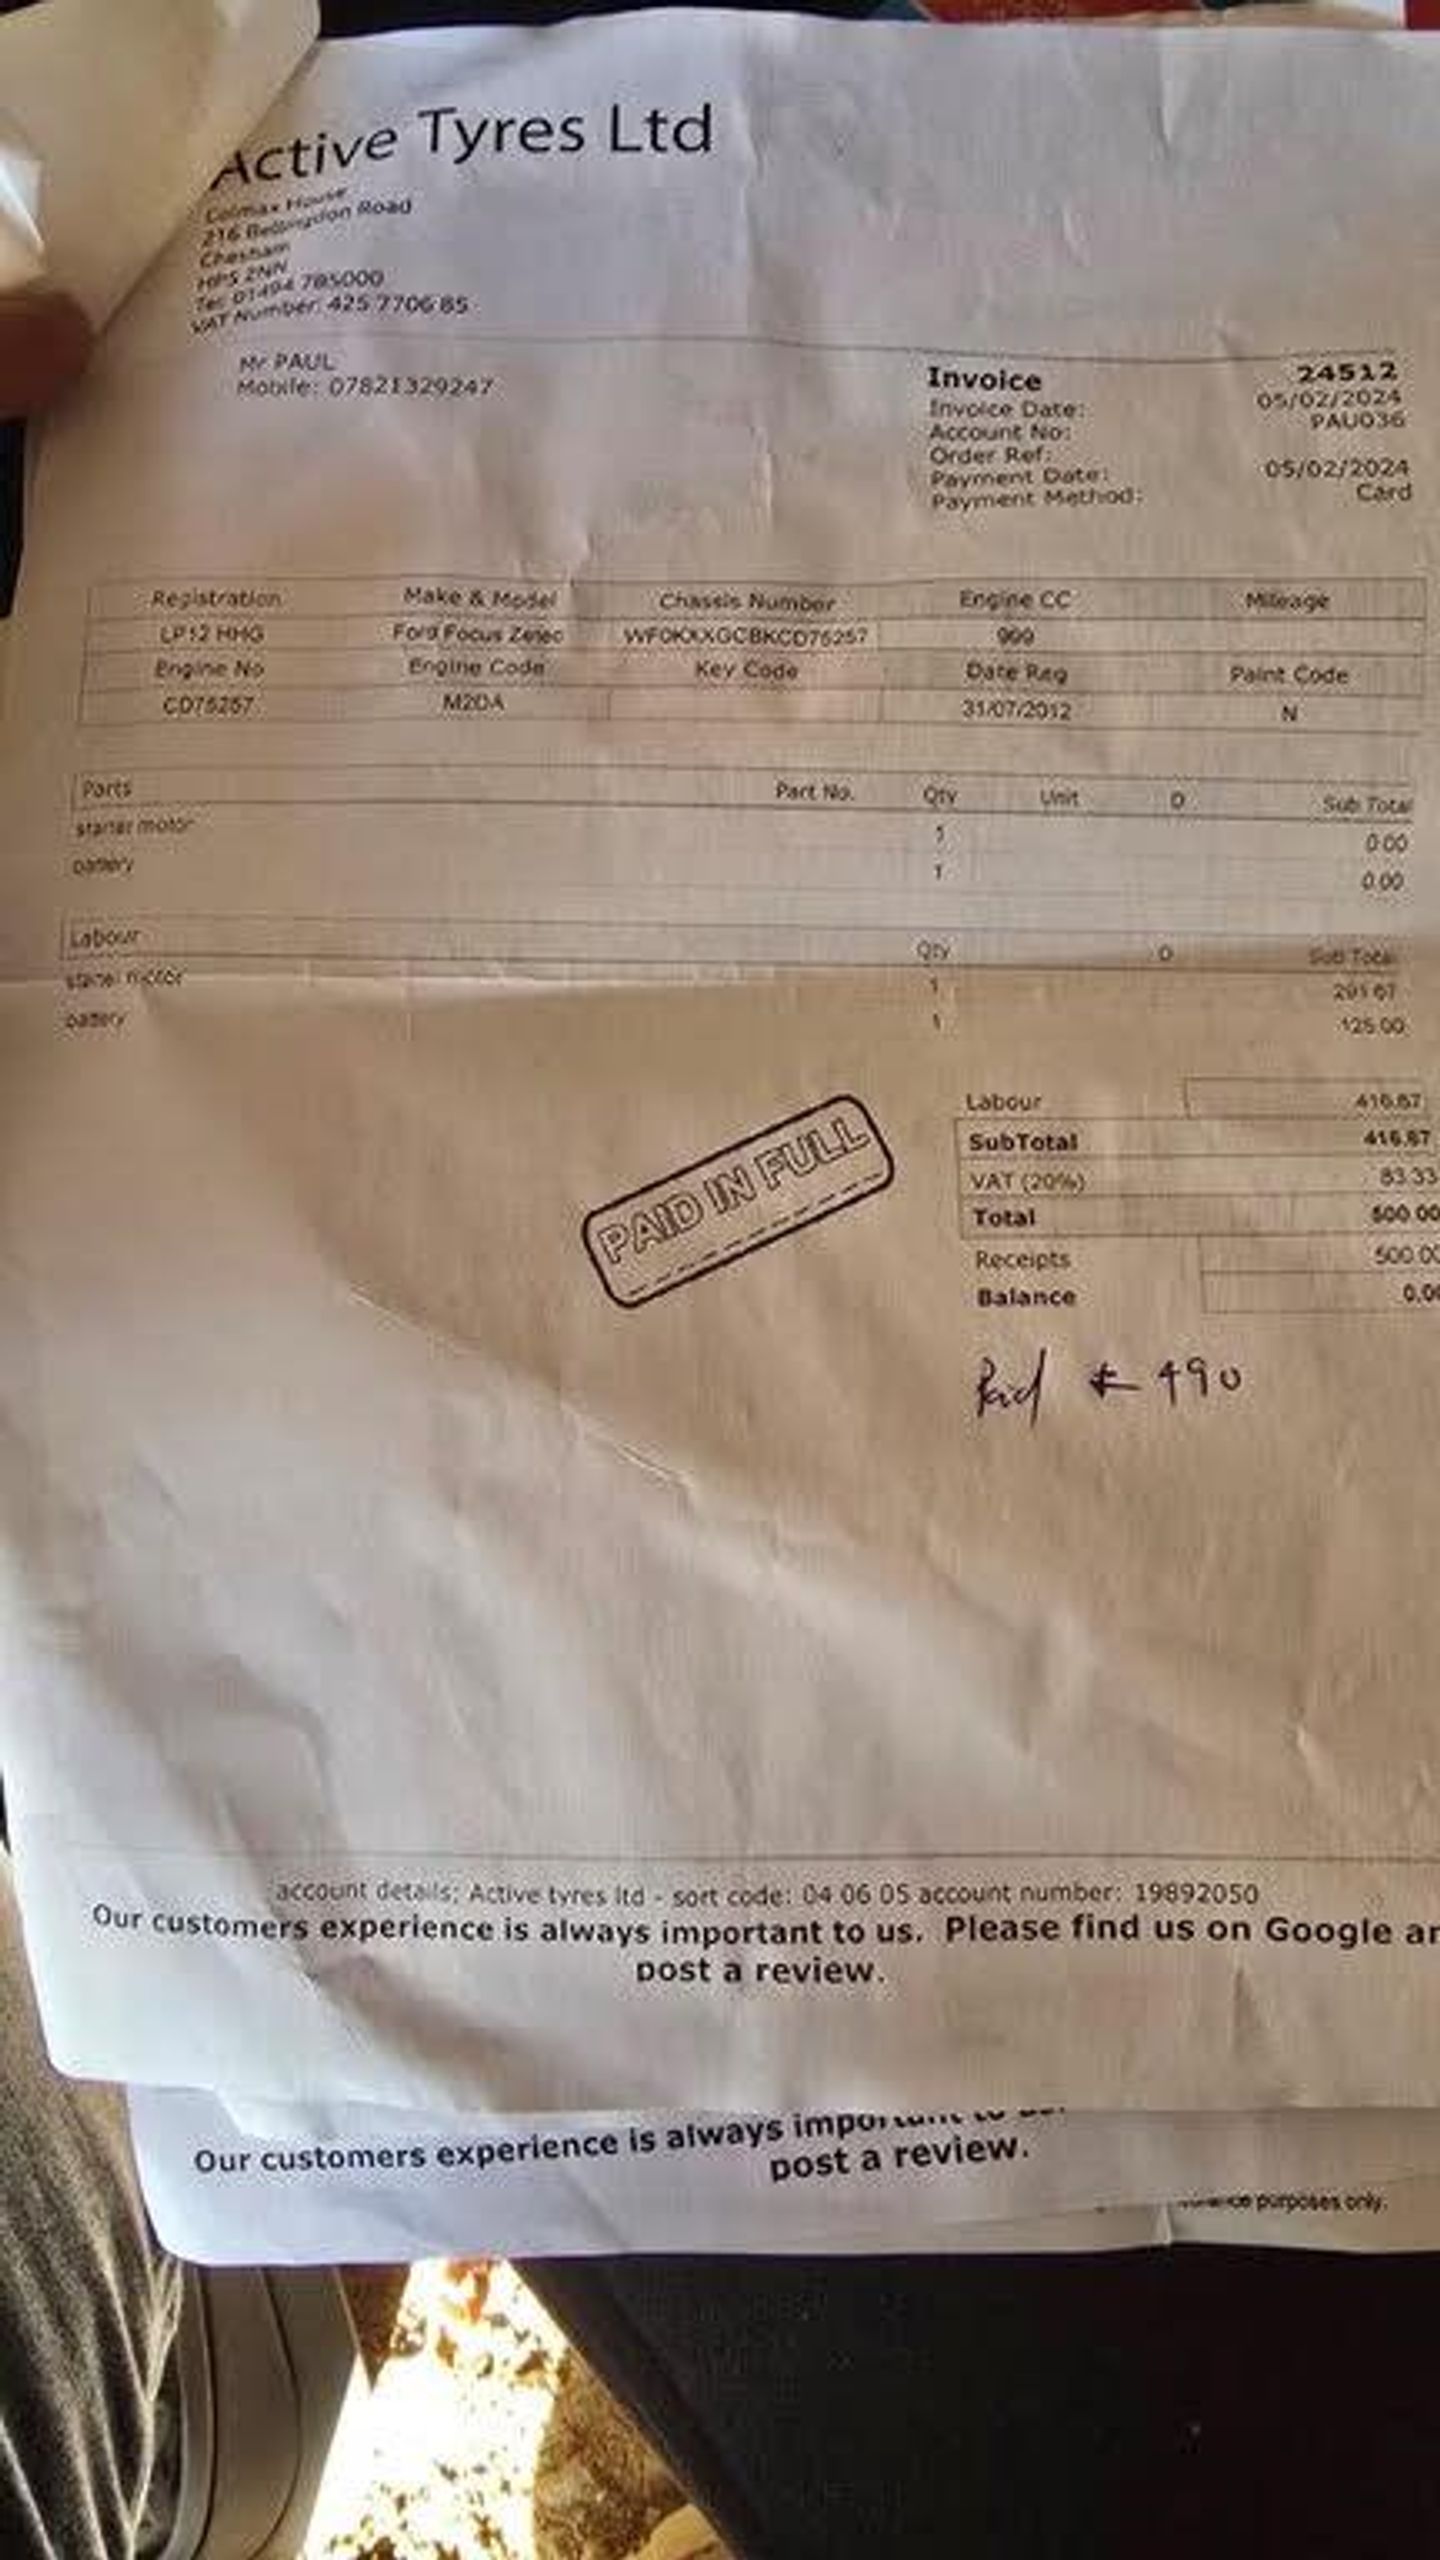 Active Tyres Ltd
Colmax House
216 Bellingdon Road
Chesham
HP5 2NN
Tel: 01494 785000
VAT Number: 425 7706 85
Mr PAUL
Mobile: 07821329247
Invoice 24512
Invoice Date: 05/02/2024
Account No: PAU036
Order Ref:
Payment Date: 05/02/2024
Payment Method: Card
Registration Make & Model Chassis Number Engine CC Mileage
LP12 HHG Ford Focus Zetec WF0KXXGCBKCD75257 999
Engine No Engine Code Key Code Date Reg Paint Code
CD75257 M2DA 31/07/2012 N
Parts Part No. Qty Unit D Sub Total
starter motor 1 0.00
battery 1 0.00
Labour Qty D Sub Total
starter motor 1 291.67
battery 1 125.00
PAID IN FULL
Labour 416.67
SubTotal 416.67
VAT (20%) 83.33
Total 500.00
Receipts 500.00
Balance 0.00
Paid £ 490
account details: Active tyres ltd - sort code: 04 06 05 account number: 19892050
Our customers experience is always important to us. Please find us on Google
post a review.
Our customers experience is always important to
post a review.
purposes only.